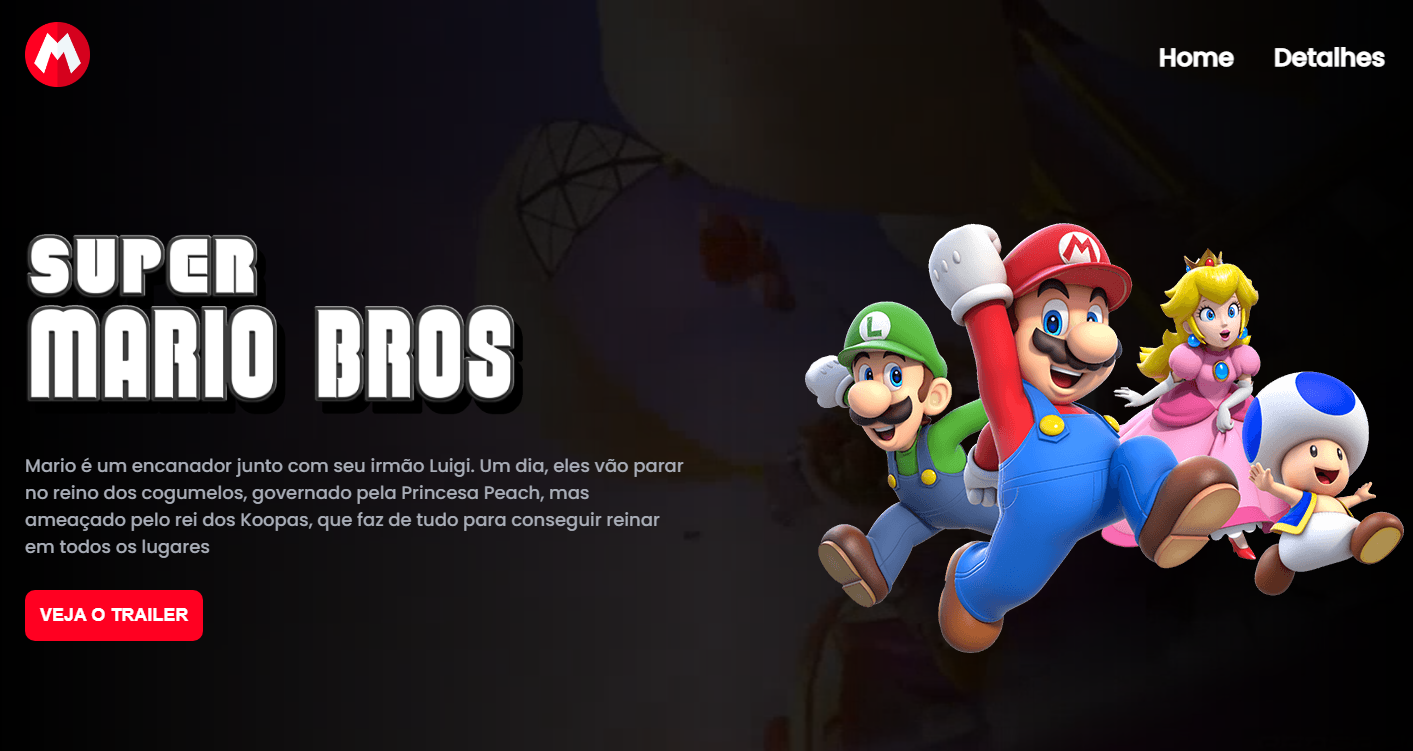 M
Home Detalhes
SUPER
MARIO BROS
M
L
Mario é um encanador junto com seu irmão Luigi. Um dia, eles vão parar
no reino dos cogumelos, governado pela Princesa Peach, mas
ameaçado pelo rei dos Koopas, que faz de tudo para conseguir reinar
em todos os lugares
VEJA O TRAILER